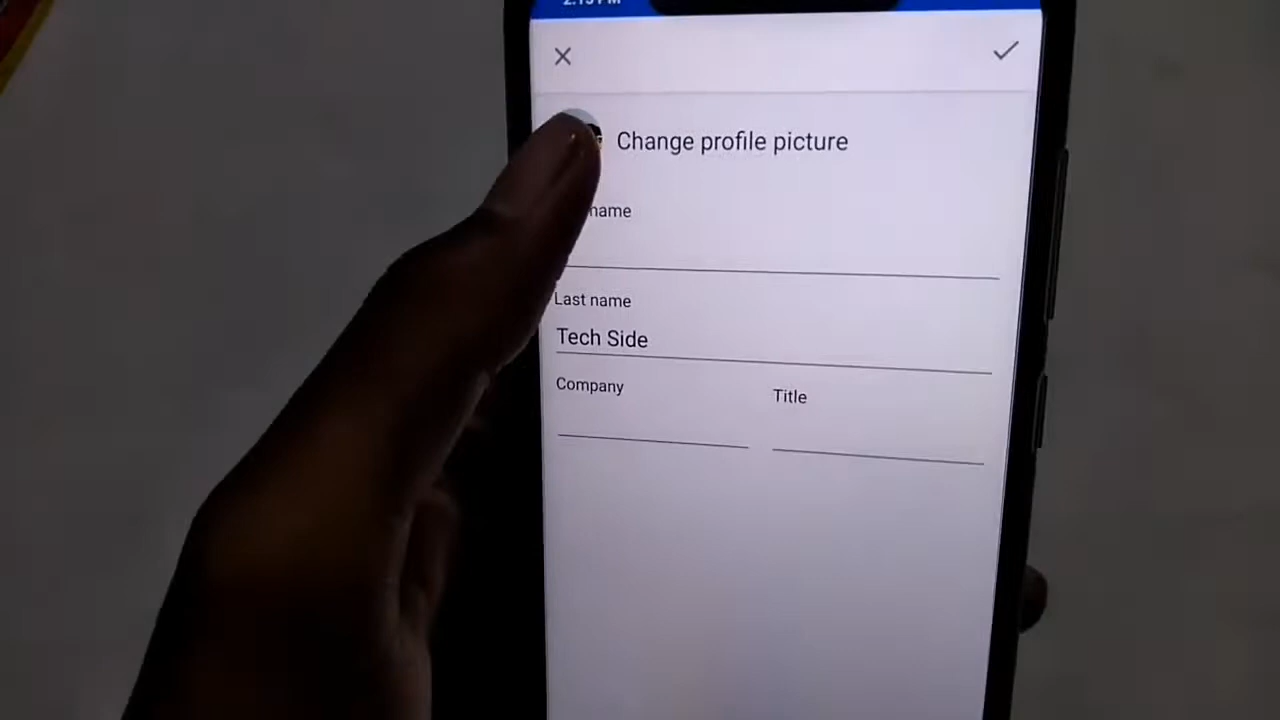 Change profile picture
name
Last name
Tech Side
Company
Title